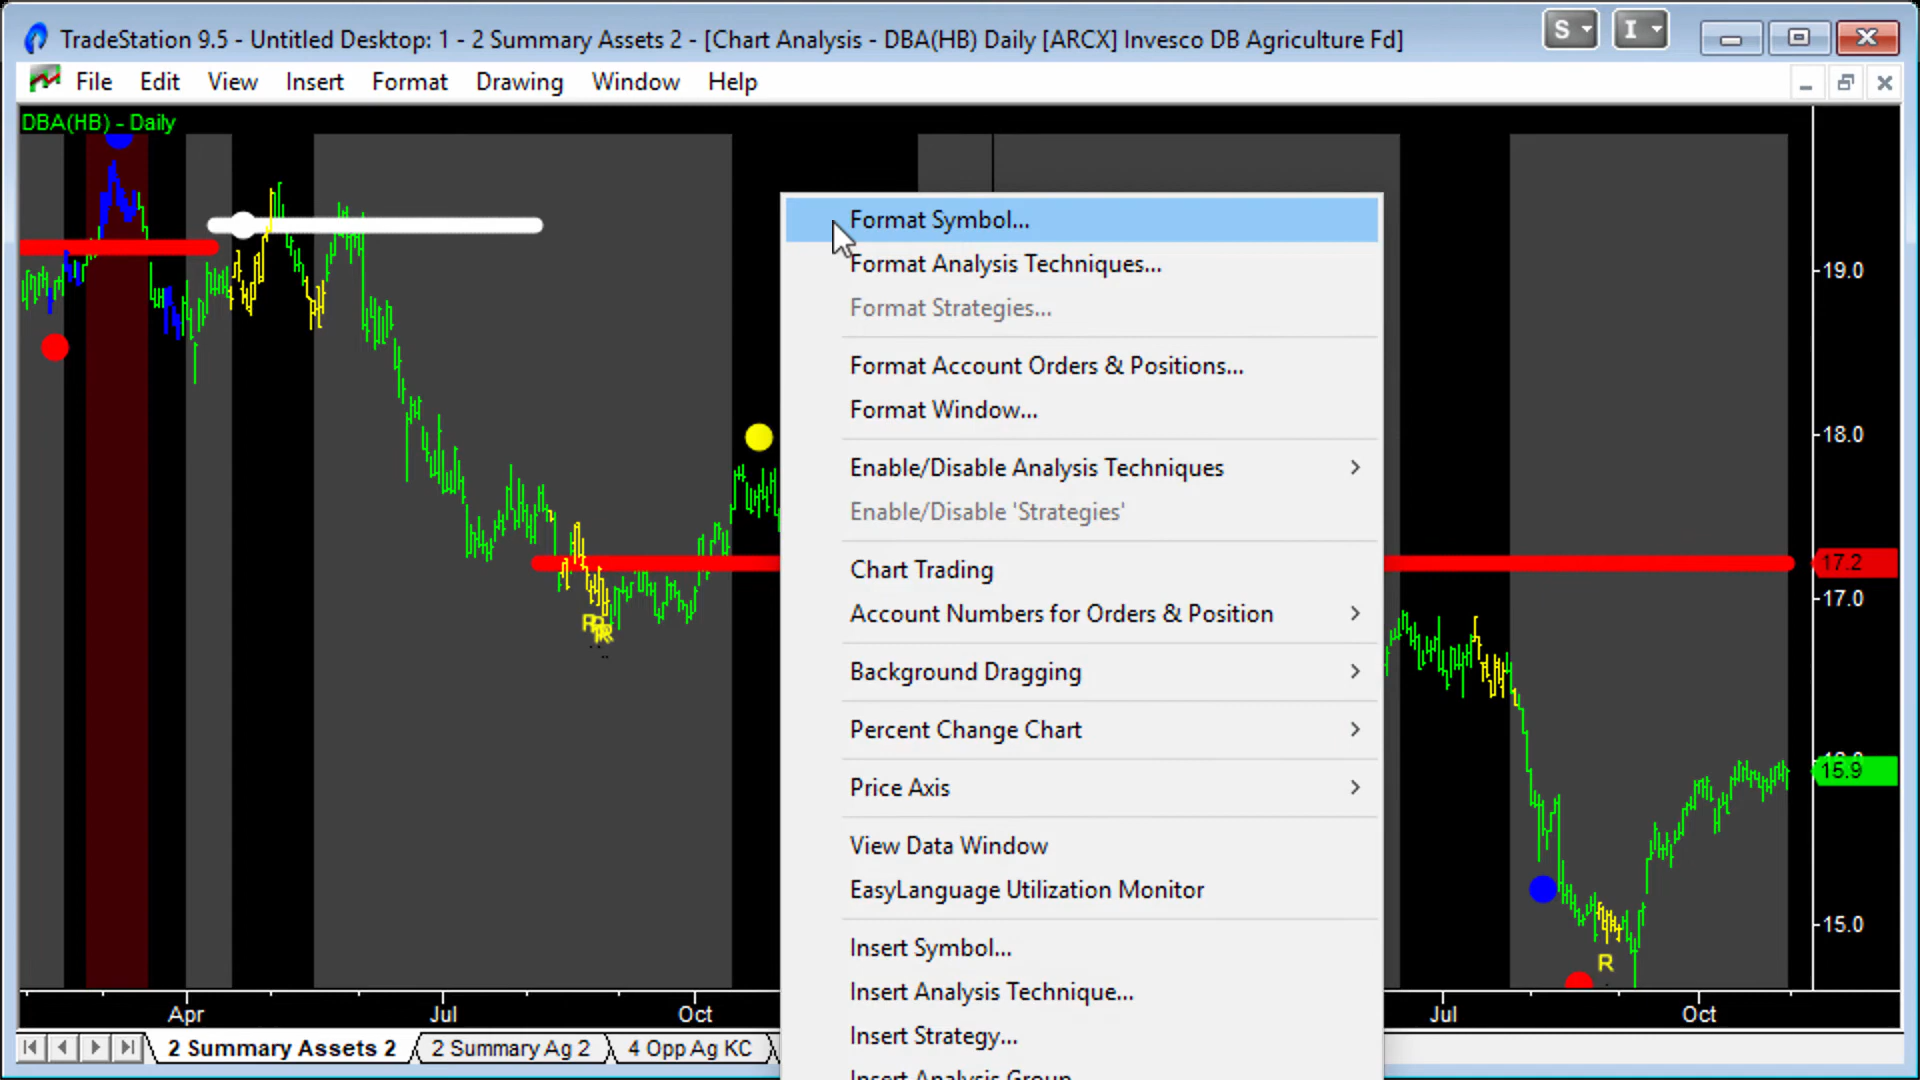 TradeStation 9.5 - Untitled Desktop: 1 - 2 Summary Assets 2 - [Chart Analysis - DBA(HB) Daily [ARCX] Invesco DB Agriculture Fd]
S I
File Edit View Insert Format Drawing Window Help
DBA(HB) - Daily
Format Symbol...
Format Analysis Techniques...
Format Strategies...
Format Account Orders & Positions...
Format Window...
Enable/Disable Analysis Techniques
Enable/Disable 'Strategies'
Chart Trading
Account Numbers for Orders & Position
Background Dragging
Percent Change Chart
Price Axis
View Data Window
EasyLanguage Utilization Monitor
Insert Symbol...
Insert Analysis Technique...
Insert Strategy...
Insert Analysis Group...
19.0
18.0
17.2
17.0
15.9
15.0
R
Apr Jul Oct Jul Oct
2 Summary Assets 2 2 Summary Ag 2 4 Opp Ag KC